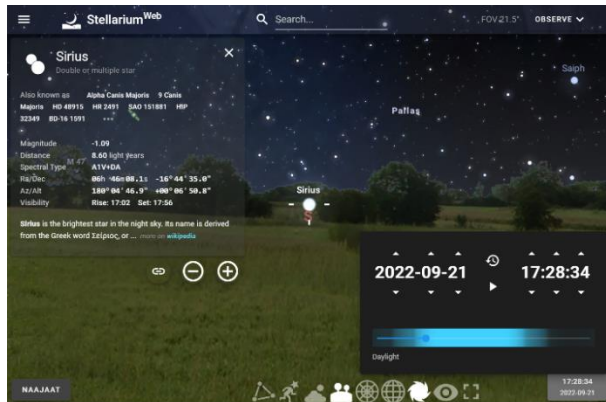 StellariumWeb
Search...
FOV 21.5°
OBSERVE
Sirius
Double or multiple star
Also known as Alpha Canis Majoris 9 Canis
Majoris HD 48915 HR 2491 SAO 151881 HIP
32349 BD-16 1591
Magnitude -1.09
Distance 8.60 light years
Spectral Type A1V+DA
Ra/Dec 06h 46m 08.1s -16°44'35.0"
Az/Alt 180°04'46.9" +00°06'50.8"
Visibility Rise: 17:02 Set: 17:56
Sirius is the brightest star in the night sky. Its name is derived
from the Greek word Σείριος, or ... more on wikipedia
M 47
Saiph
Pallas
Sirius
2022-09-21
17:28:34
Daylight
NAAJAAT
17:28:34
2022-09-21